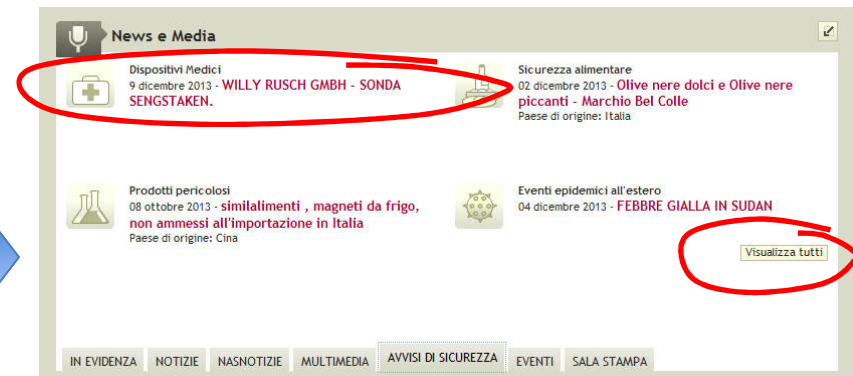 News e Media
Dispositivi Medici
9 dicembre 2013 - WILLY RUSCH GMBH - SONDA
SENGSTAKEN.
Sicurezza alimentare
02 dicembre 2013 - Olive nere dolci e Olive nere
piccanti - Marchio Bel Colle
Paese di origine: Italia
Prodotti pericolosi
08 ottobre 2013 - similalimenti , magneti da frigo,
non ammessi all'importazione in Italia
Paese di origine: Cina
Eventi epidemici all'estero
04 dicembre 2013 - FEBBRE GIALLA IN SUDAN
Visualizza tutti
IN EVIDENZA NOTIZIE NASNOTIZIE MULTIMEDIA AVVISI DI SICUREZZA EVENTI SALA STAMPA